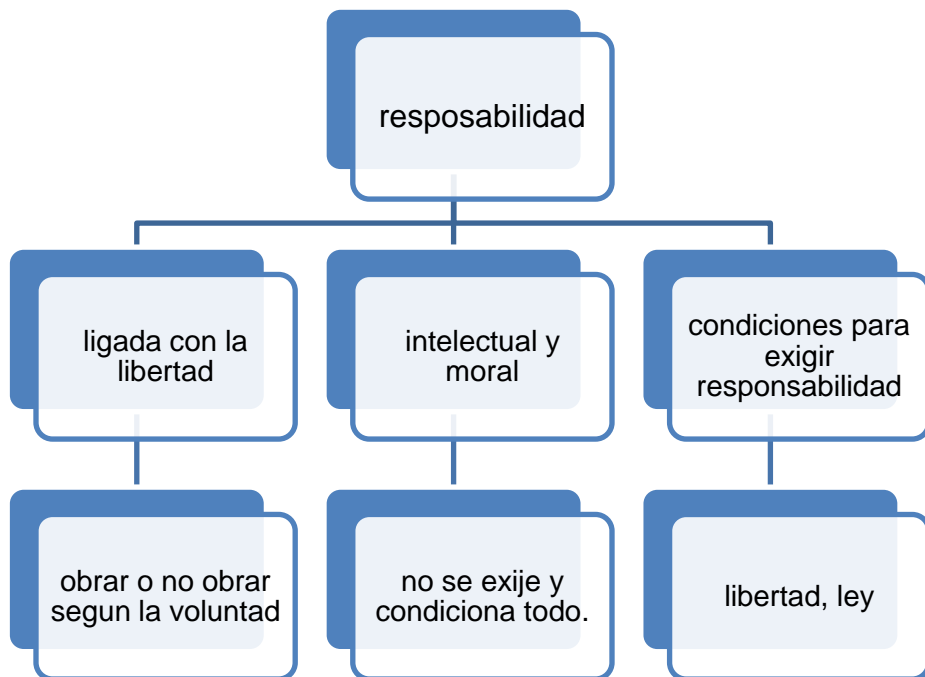 resposabilidad
ligada con la
libertad
intelectual y
moral
condiciones para
exigir
responsabilidad
obrar o no obrar
segun la voluntad
no se exije y
condiciona todo.
libertad, ley